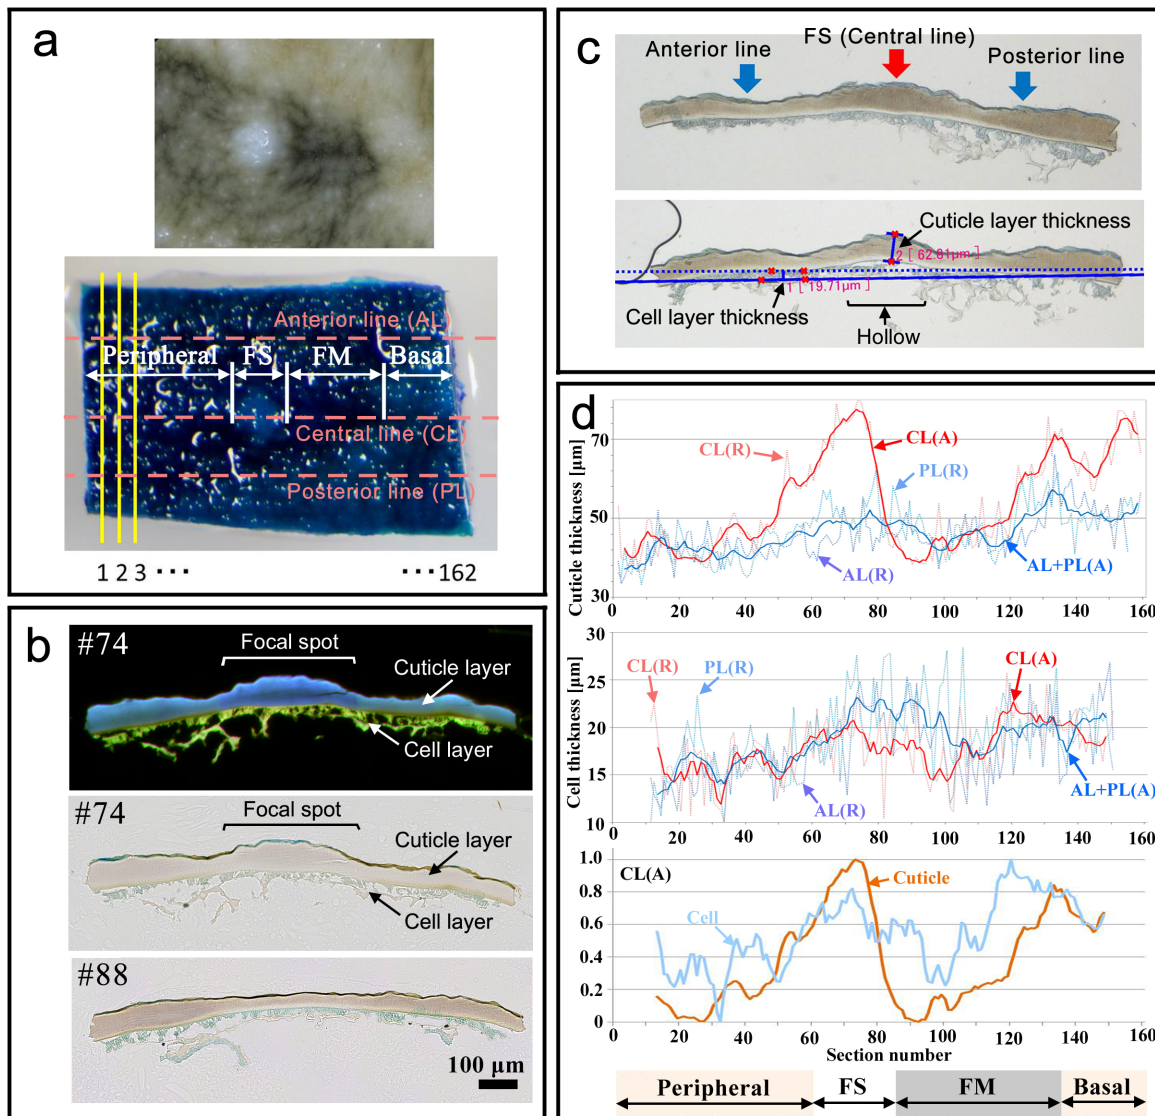 a
Anterior line (AL)
Peripheral FS FM Basal
Central line (CL)
Posterior line (PL)
1 2 3 ••• •••162
b
#74
Focal spot
Cuticle layer
Cell layer
#74
Focal spot
Cuticle layer
Cell layer
#88
100 µm
c
FS (Central line)
Anterior line
Posterior line
Cuticle layer thickness
2 [ 62.81µm ]
1 [ 19.71µm ]
Cell layer thickness
Hollow
d
Cuticle thickness [µm]
70
50
30
CL(R)
CL(A)
PL(R)
AL(R)
AL+PL(A)
0 20 40 60 80 100 120 140 160
Cell thickness [µm]
30
25
20
15
10
CL(R)
PL(R)
CL(A)
AL(R)
AL+PL(A)
0 20 40 60 80 100 120 140 160
1.0
0.8
0.6
0.4
0.2
0
CL(A)
Cuticle
Cell
0 20 40 60 80 100 120 140 160
Section number
Peripheral FS FM Basal